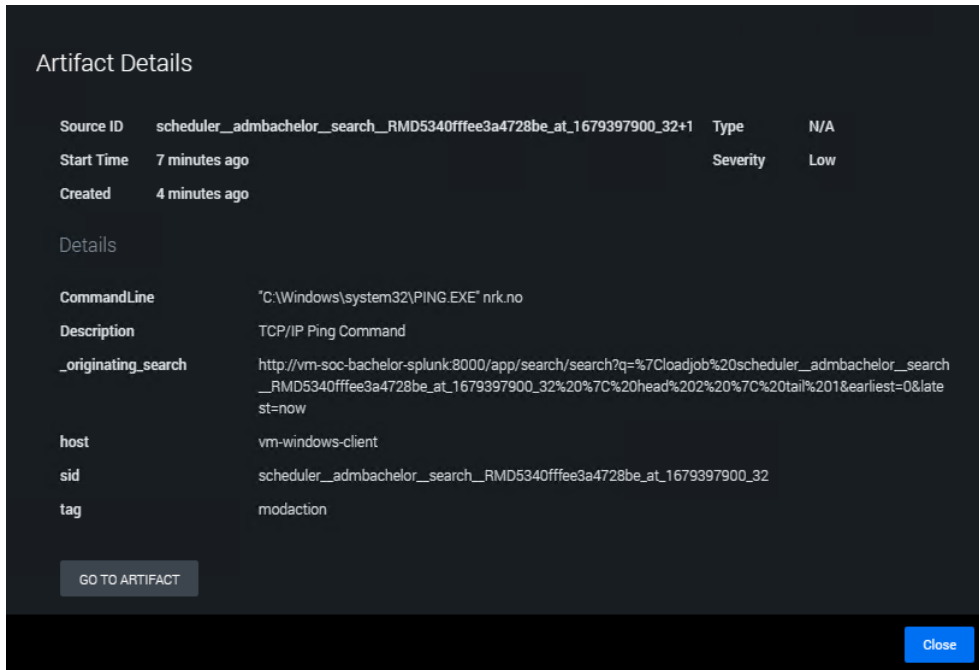 Artifact Details
Source ID scheduler__admbachelor__search__RMD5340fffee3a4728be_at_1679397900_32+1 Type N/A
Start Time 7 minutes ago Severity Low
Created 4 minutes ago
Details
CommandLine "C:\Windows\system32\PING.EXE" nrk.no
Description TCP/IP Ping Command
_originating_search http://vm-soc-bachelor-splunk:8000/app/search/search?q=%7Cloadjob%20scheduler__admbachelor__search
__RMD5340fffee3a4728be_at_1679397900_32%20%7C%20head%202%20%7C%20tail%201&earliest=0&late
st=now
host vm-windows-client
sid scheduler__admbachelor__search__RMD5340fffee3a4728be_at_1679397900_32
tag modaction
GO TO ARTIFACT
Close